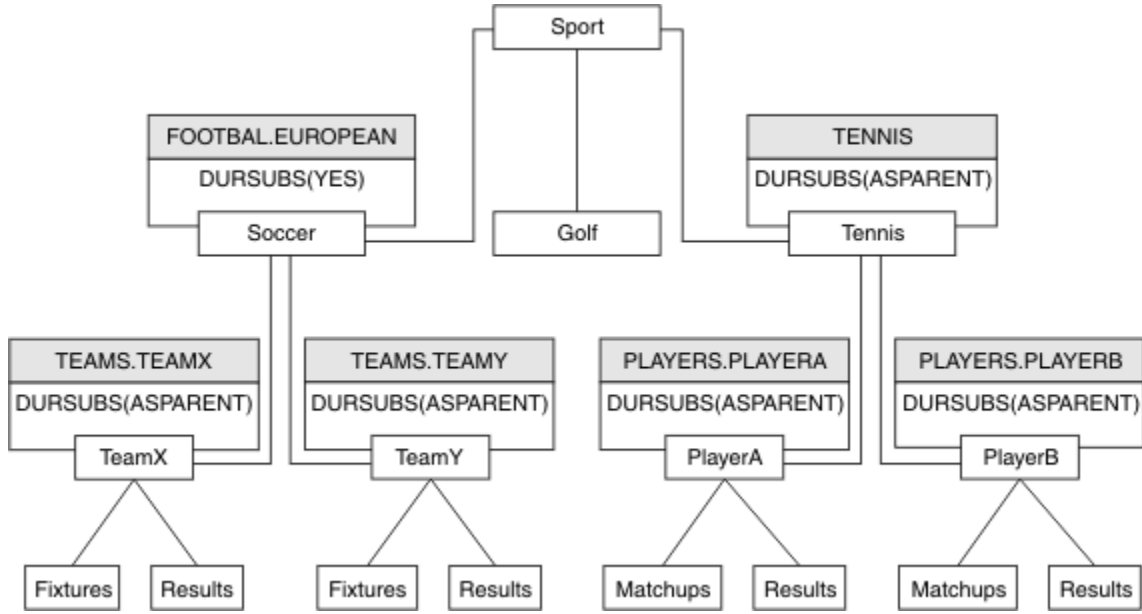 Sport
FOOTBAL.EUROPEAN
DURSUBS(YES)
Soccer
Golf
TENNIS
DURSUBS(ASPARENT)
Tennis
TEAMS.TEAMX
DURSUBS(ASPARENT)
TeamX
TEAMS.TEAMY
DURSUBS(ASPARENT)
TeamY
PLAYERS.PLAYERA
DURSUBS(ASPARENT)
PlayerA
PLAYERS.PLAYERB
DURSUBS(ASPARENT)
PlayerB
Fixtures
Results
Fixtures
Results
Matchups
Results
Matchups
Results